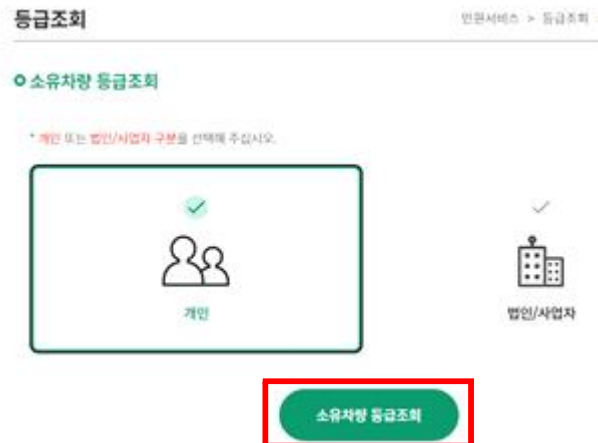 등급조회
민원서비스 > 등급조회
소유차량 등급조회
* 개인 또는 법인/사업자 구분을 선택해 주십시오.
개인
법인/사업자
소유차량 등급조회